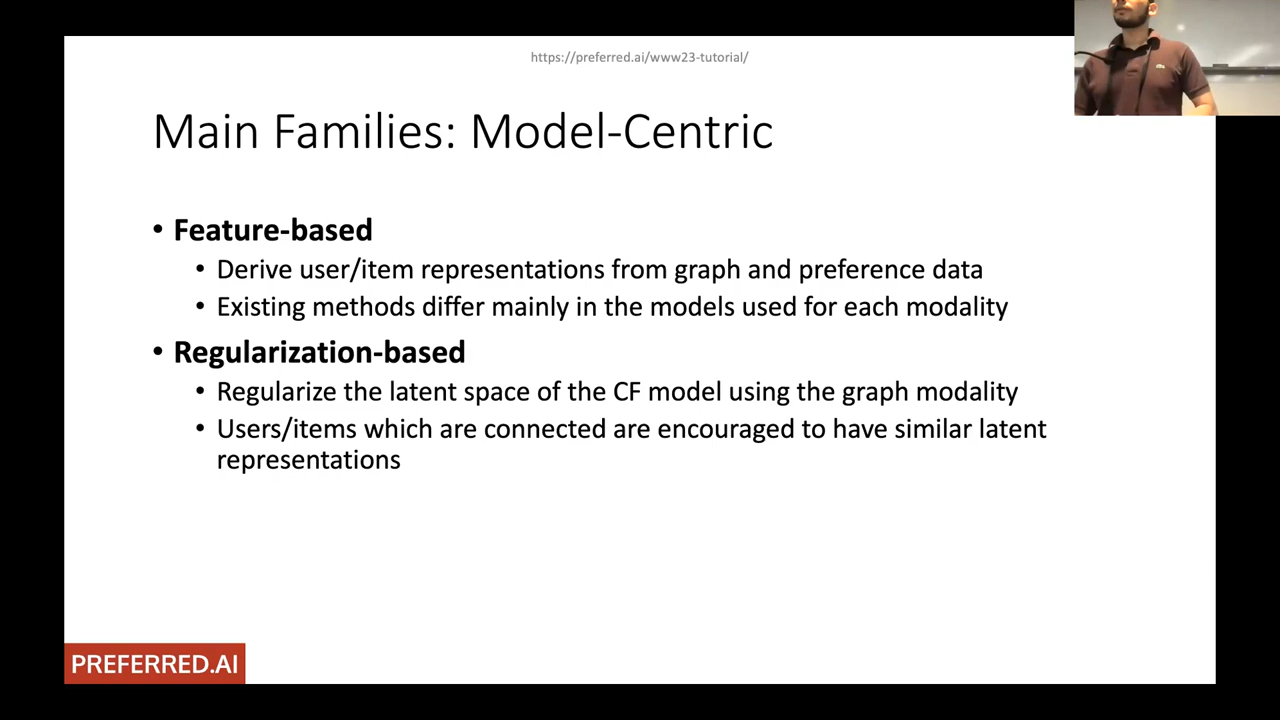 https://preferred.ai/www23-tutorial/
Main Families: Model-Centric
• Feature-based
• Derive user/item representations from graph and preference data
• Existing methods differ mainly in the models used for each modality
• Regularization-based
• Regularize the latent space of the CF model using the graph modality
• Users/items which are connected are encouraged to have similar latent
representations
PREFERRED.AI